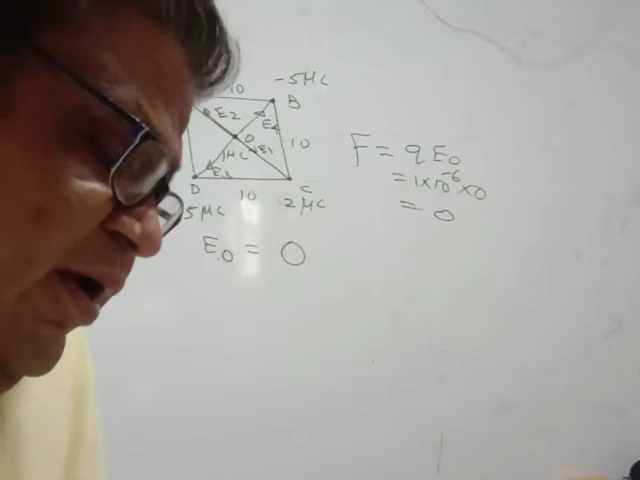 10
-5μC
B
E2
E4
O
10
1μC
E1
E3
D
C
10
5μC
2μC
E0 = 0
F = qE0
= 1×10⁻⁶×0
= 0